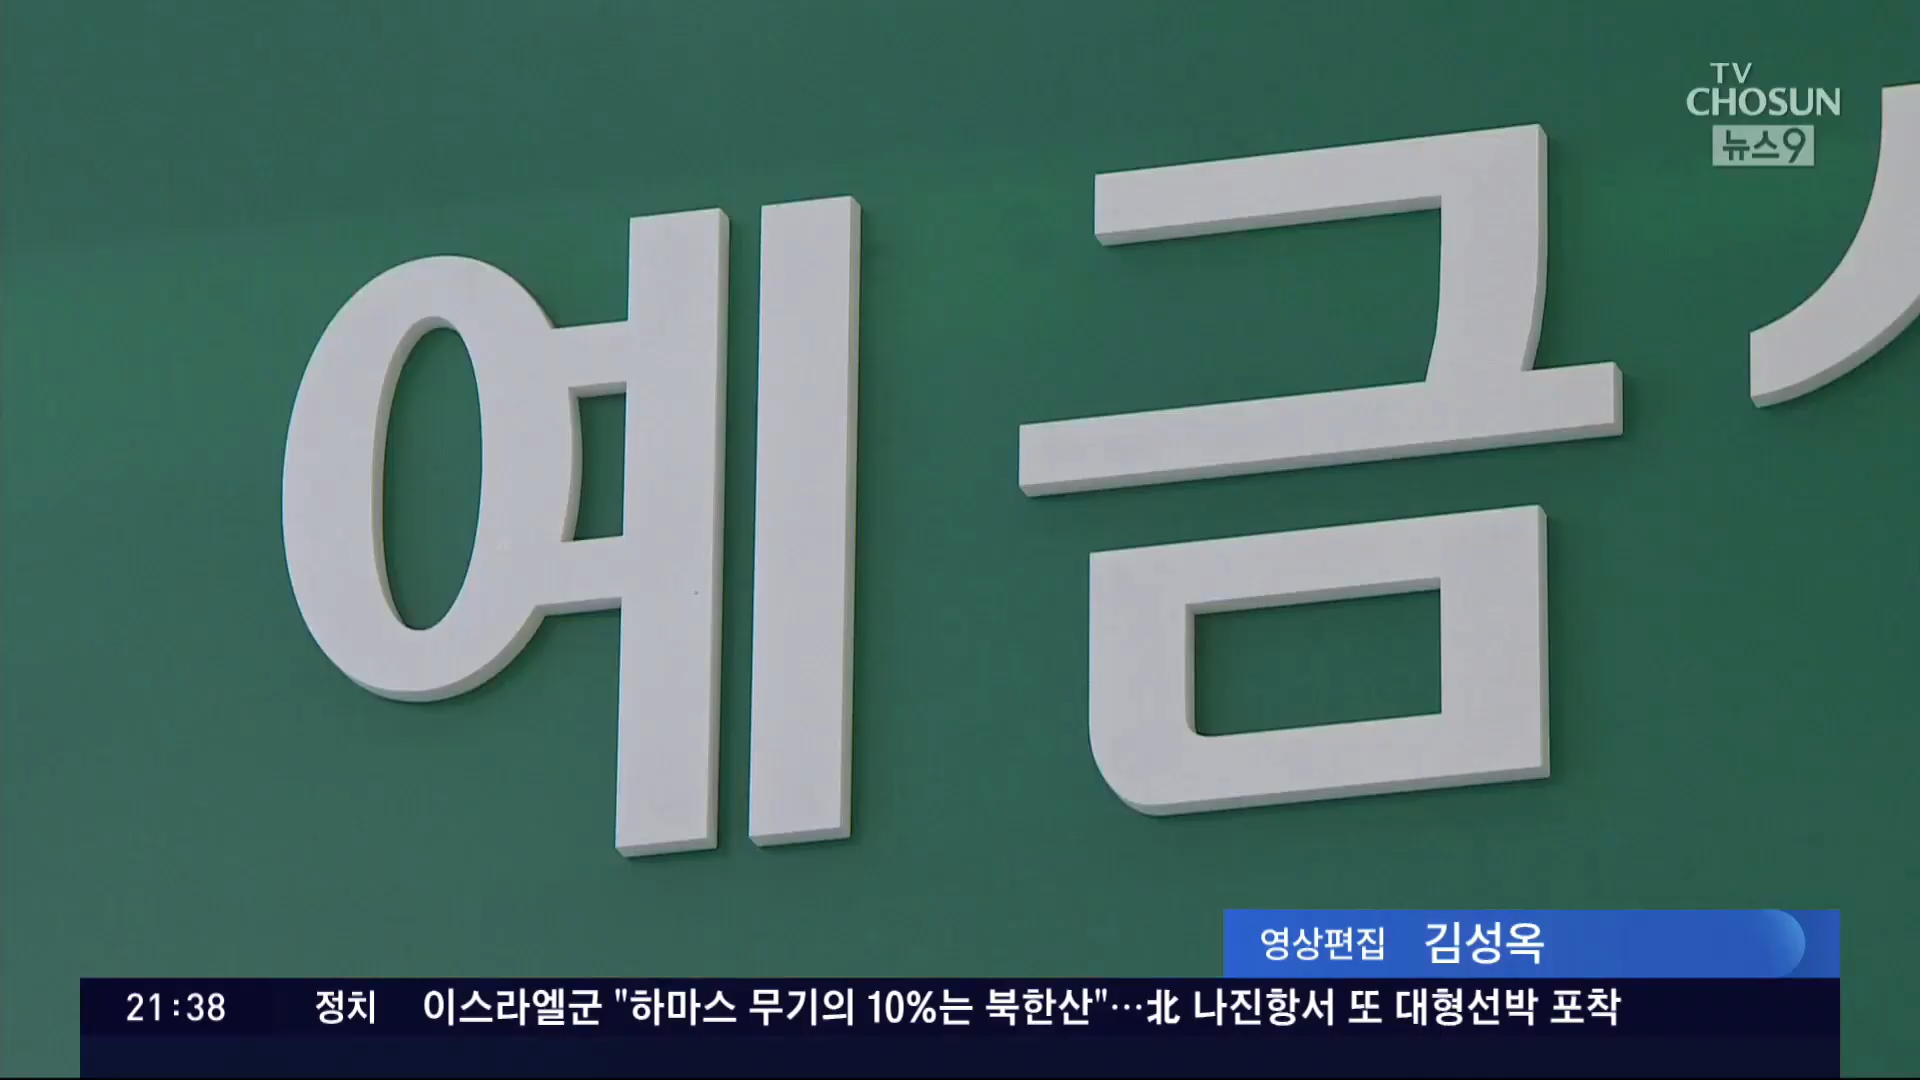 TV
CHOSUN
뉴스9
예금
영상편집 김성옥
21:38 정치 이스라엘군 "하마스 무기의 10%는 북한산"…北 나진항서 또 대형선박 포착